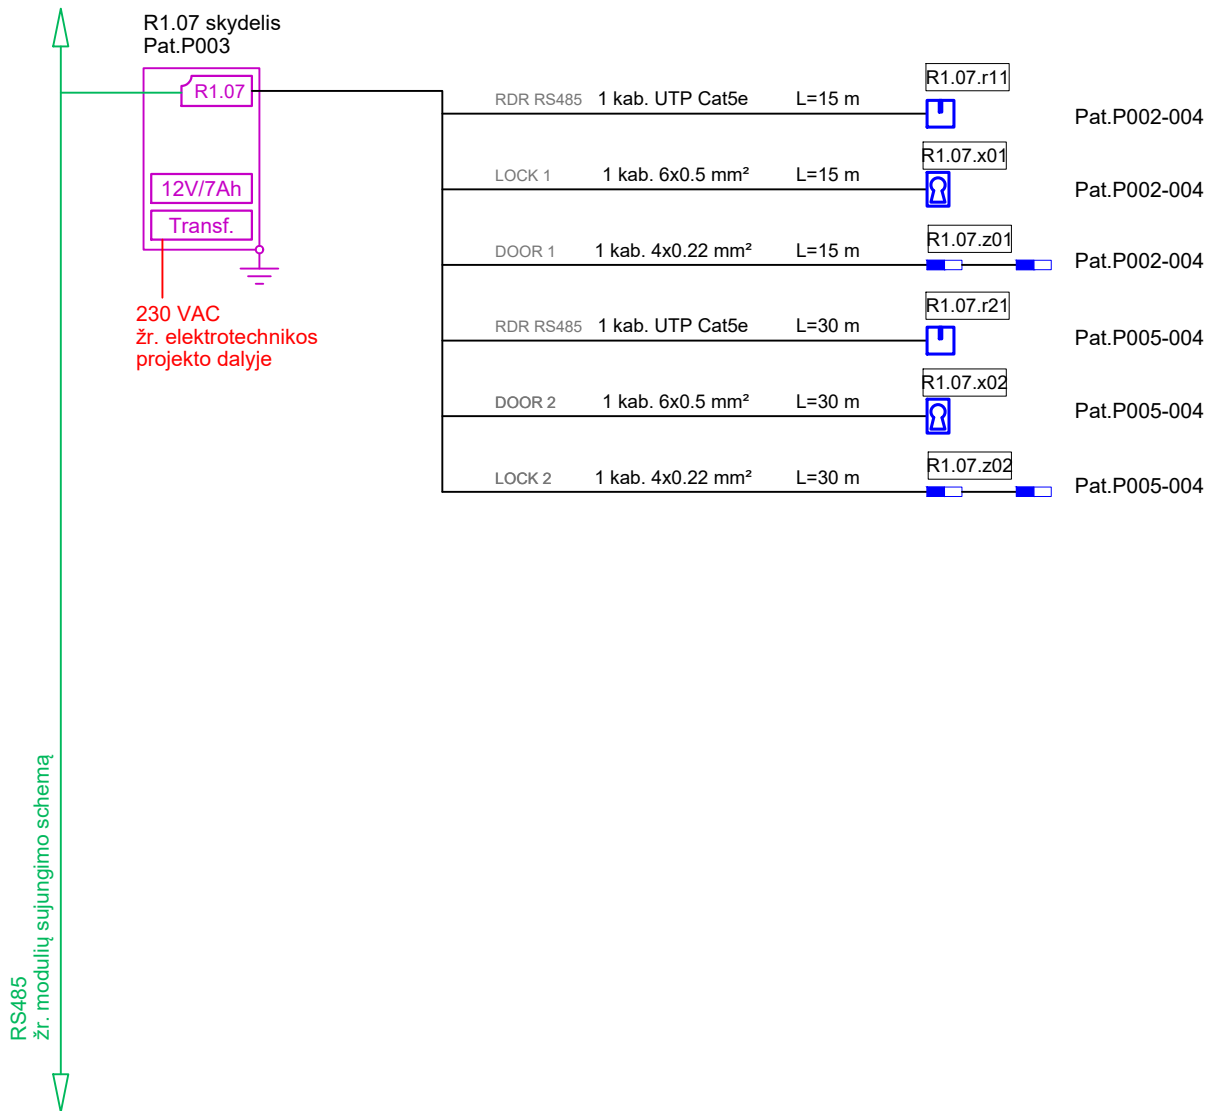 R1.07 skydelis
Pat.P003
R1.07
12V/7Ah
Transf.
230 VAC
žr. elektrotechnikos
projekto dalyje
RDR RS485 1 kab. UTP Cat5e L=15 m R1.07.r11 Pat.P002-004
LOCK 1 1 kab. 6x0.5 mm² L=15 m R1.07.x01 Pat.P002-004
DOOR 1 1 kab. 4x0.22 mm² L=15 m R1.07.z01 Pat.P002-004
RDR RS485 1 kab. UTP Cat5e L=30 m R1.07.r21 Pat.P005-004
DOOR 2 1 kab. 6x0.5 mm² L=30 m R1.07.x02 Pat.P005-004
LOCK 2 1 kab. 4x0.22 mm² L=30 m R1.07.z02 Pat.P005-004
RS485
žr. modulių sujungimo schemą